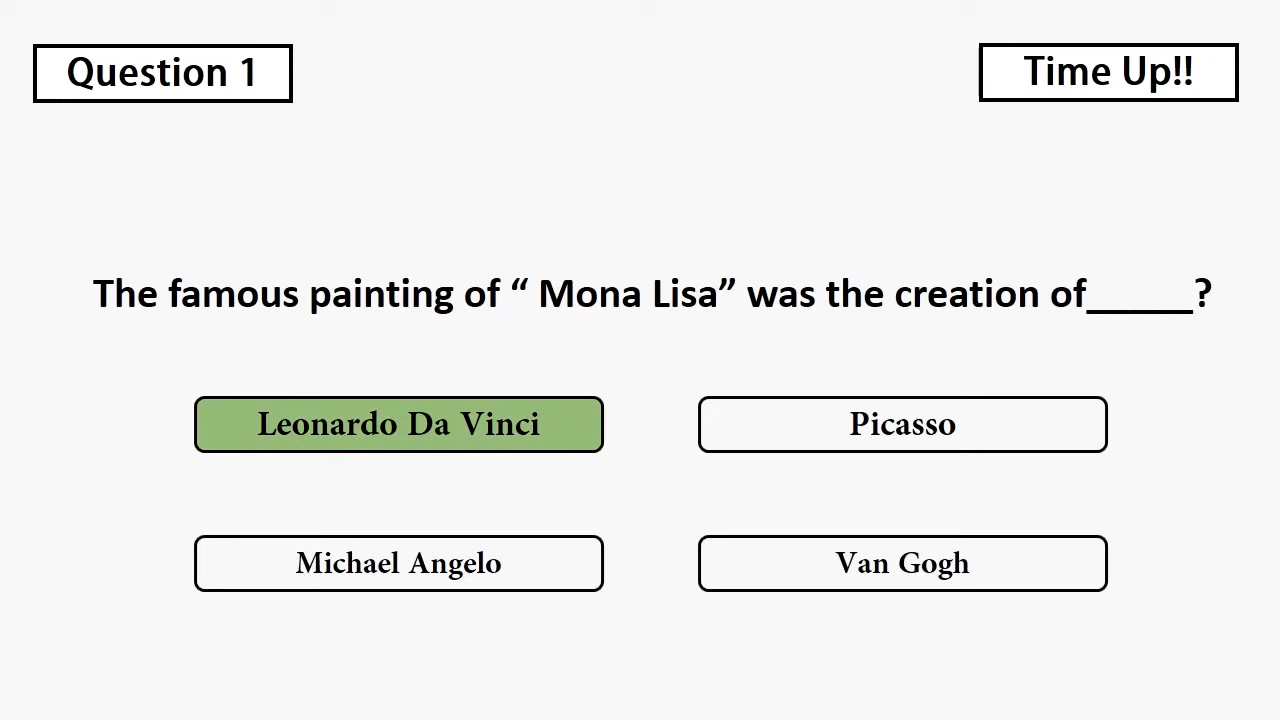 Question 1
Time Up!!
The famous painting of “ Mona Lisa” was the creation of_____?
Leonardo Da Vinci
Picasso
Michael Angelo
Van Gogh